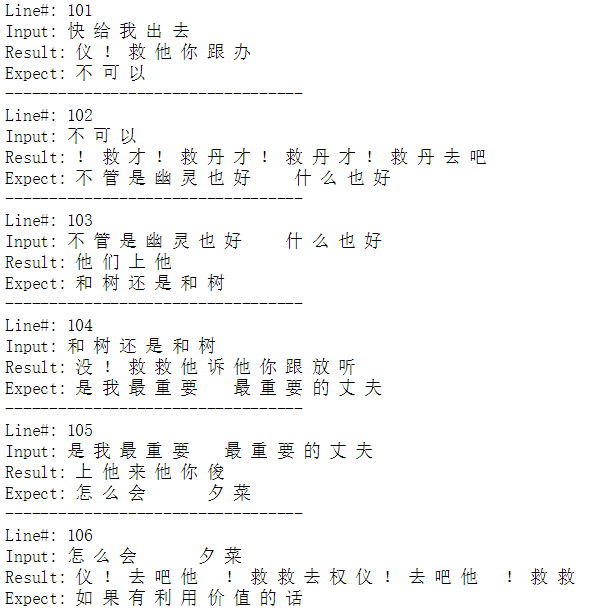 Line#: 101
Input: 快 给 我 出 去
Result: 仪 ！ 救 他 你 跟 办
Expect: 不 可 以
----------------------------------
Line#: 102
Input: 不 可 以
Result: ！ 救 才 ！ 救 丹 才 ！ 救 丹 才 ！ 救 丹 去 吧
Expect: 不 管 是 幽 灵 也 好     什 么 也 好
----------------------------------
Line#: 103
Input: 不 管 是 幽 灵 也 好     什 么 也 好
Result: 他 们 上 他
Expect: 和 树 还 是 和 树
----------------------------------
Line#: 104
Input: 和 树 还 是 和 树
Result: 没 ！ 救 救 他 诉 他 你 跟 放 听
Expect: 是 我 最 重 要    最 重 要 的 丈 夫
----------------------------------
Line#: 105
Input: 是 我 最 重 要    最 重 要 的 丈 夫
Result: 上 他 来 他 你 俊
Expect: 怎 么 会       夕 菜
----------------------------------
Line#: 106
Input: 怎 么 会       夕 菜
Result: 仪 ！ 去 吧 他   ！ 救 救 去 权 仪 ！ 去 吧 他   ！ 救 救
Expect: 如 果 有 利 用 价 值 的 话